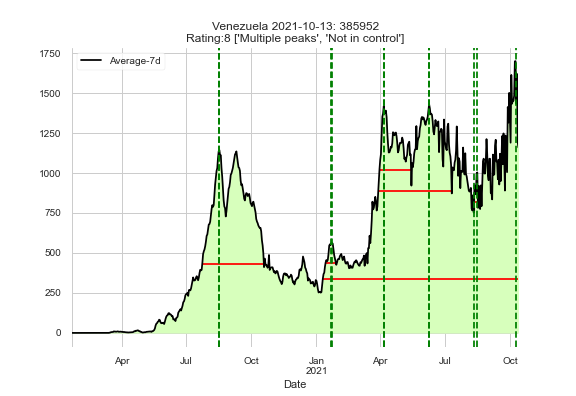 Venezuela 2021-10-13: 385952
Rating:8 ['Multiple peaks', 'Not in control']
Average-7d
1750
1500
1250
1000
750
500
250
0
Apr
Jul
Oct
Jan
2021
Apr
Jul
Oct
Date